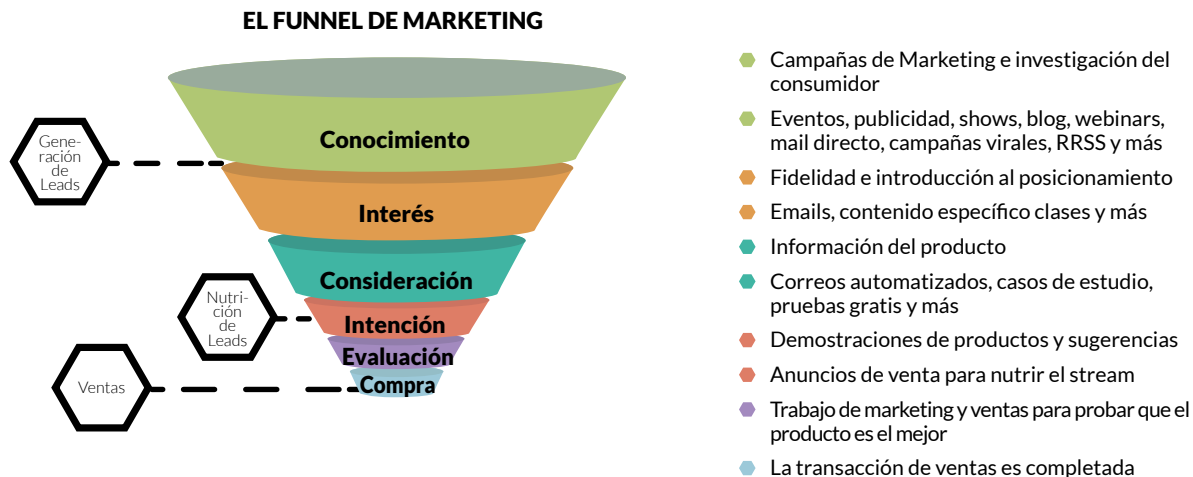 EL FUNNEL DE MARKETING
Conocimiento
Interés
Consideración
Intención
Evaluación
Compra
Gene-
ración
de
Leads
Nutri-
ción
de
Leads
Ventas
Campañas de Marketing e investigación del
consumidor
Eventos, publicidad, shows, blog, webinars,
mail directo, campañas virales, RRSS y más
Fidelidad e introducción al posicionamiento
Emails, contenido específico clases y más
Información del producto
Correos automatizados, casos de estudio,
pruebas gratis y más
Demostraciones de productos y sugerencias
Anuncios de venta para nutrir el stream
Trabajo de marketing y ventas para probar que el
producto es el mejor
La transacción de ventas es completada